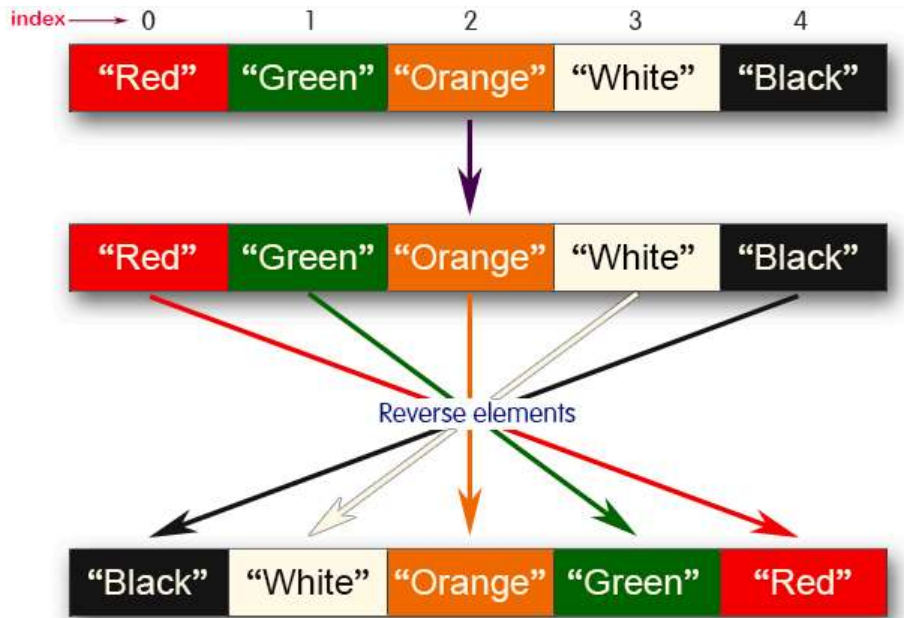 index 0 1 2 3 4
“Red” “Green” “Orange” “White” “Black”
“Red” “Green” “Orange” “White” “Black”
Reverse elements
“Black” “White” “Orange” “Green” “Red”